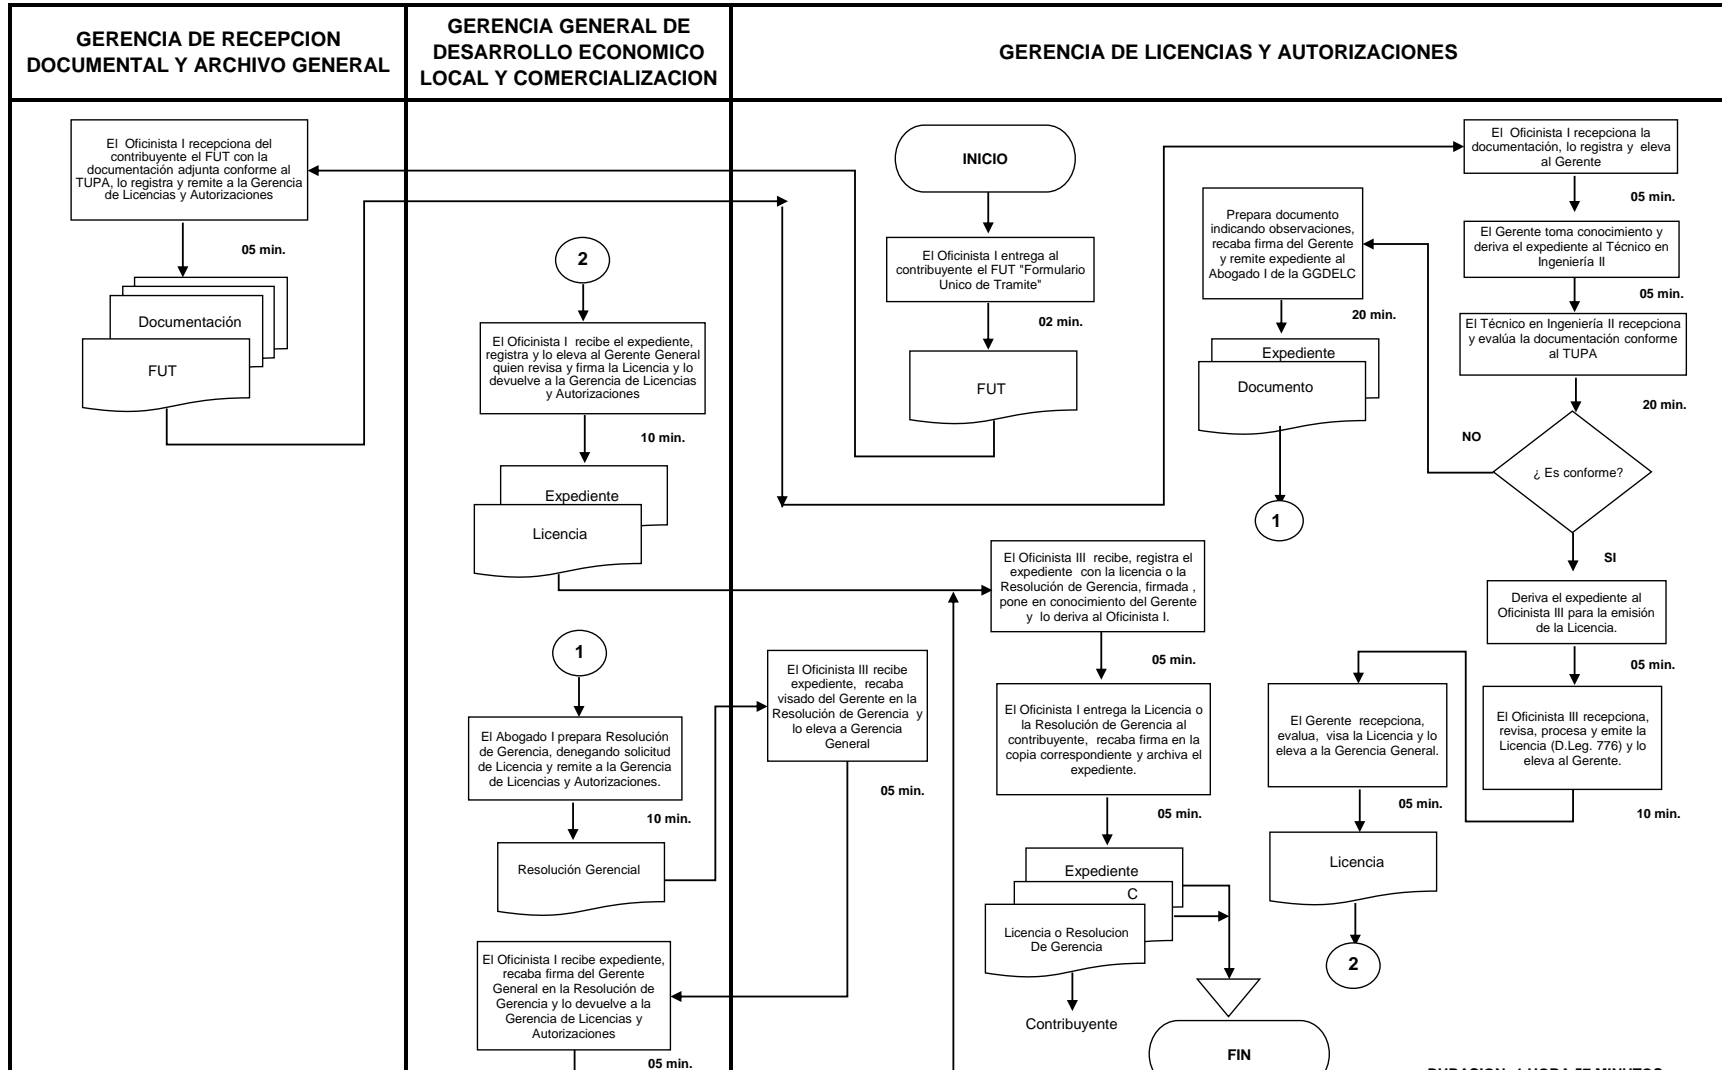 GERENCIA DE RECEPCION
DOCUMENTAL Y ARCHIVO GENERAL
GERENCIA GENERAL DE
DESARROLLO ECONOMICO
LOCAL Y COMERCIALIZACION
GERENCIA DE LICENCIAS Y AUTORIZACIONES
El Oficinista I recepciona del
contribuyente el FUT con la
documentación adjunta conforme al
TUPA, lo registra y remite a la Gerencia
de Licencias y Autorizaciones
05 min.
Documentación
FUT
2
El Oficinista I recibe el expediente,
registra y lo eleva al Gerente General
quien revisa y firma la Licencia y lo
devuelve a la Gerencia de Licencias
y Autorizaciones
10 min.
Expediente
Licencia
1
El Abogado I prepara Resolución
de Gerencia, denegando solicitud
de Licencia y remite a la Gerencia
de Licencias y Autorizaciones.
10 min.
Resolución Gerencial
El Oficinista I recibe expediente,
recaba firma del Gerente
General en la Resolución de
Gerencia y lo devuelve a la
Gerencia de Licencias y
Autorizaciones
05 min.
El Oficinista III recibe
expediente, recaba
visado del Gerente en la
Resolución de Gerencia y
lo eleva a Gerencia
General
05 min.
INICIO
El Oficinista I entrega al
contribuyente el FUT "Formulario
Unico de Tramite"
02 min.
FUT
El Oficinista III recibe, registra el
expediente con la licencia o la
Resolución de Gerencia, firmada ,
pone en conocimiento del Gerente
y lo deriva al Oficinista I.
05 min.
El Oficinista I entrega la Licencia o
la Resolución de Gerencia al
contribuyente, recaba firma en la
copia correspondiente y archiva el
expediente.
05 min.
Expediente
C
Licencia o Resolucion
De Gerencia
Contribuyente
FIN
Prepara documento
indicando observaciones,
recaba firma del Gerente
y remite expediente al
Abogado I de la GGDELC
20 min.
Expediente
Documento
1
El Oficinista I recepciona la
documentación, lo registra y eleva
al Gerente
05 min.
El Gerente toma conocimiento y
deriva el expediente al Técnico en
Ingeniería II
05 min.
El Técnico en Ingeniería II recepciona
y evalúa la documentación conforme
al TUPA
20 min.
NO
¿ Es conforme?
SI
Deriva el expediente al
Oficinista III para la emisión
de la Licencia.
05 min.
El Oficinista III recepciona,
revisa, procesa y emite la
Licencia (D.Leg. 776) y lo
eleva al Gerente.
10 min.
El Gerente recepciona,
evalua, visa la Licencia y lo
eleva a la Gerencia General.
05 min.
Licencia
2
DURACION: 1 HORA 57 MINUTOS